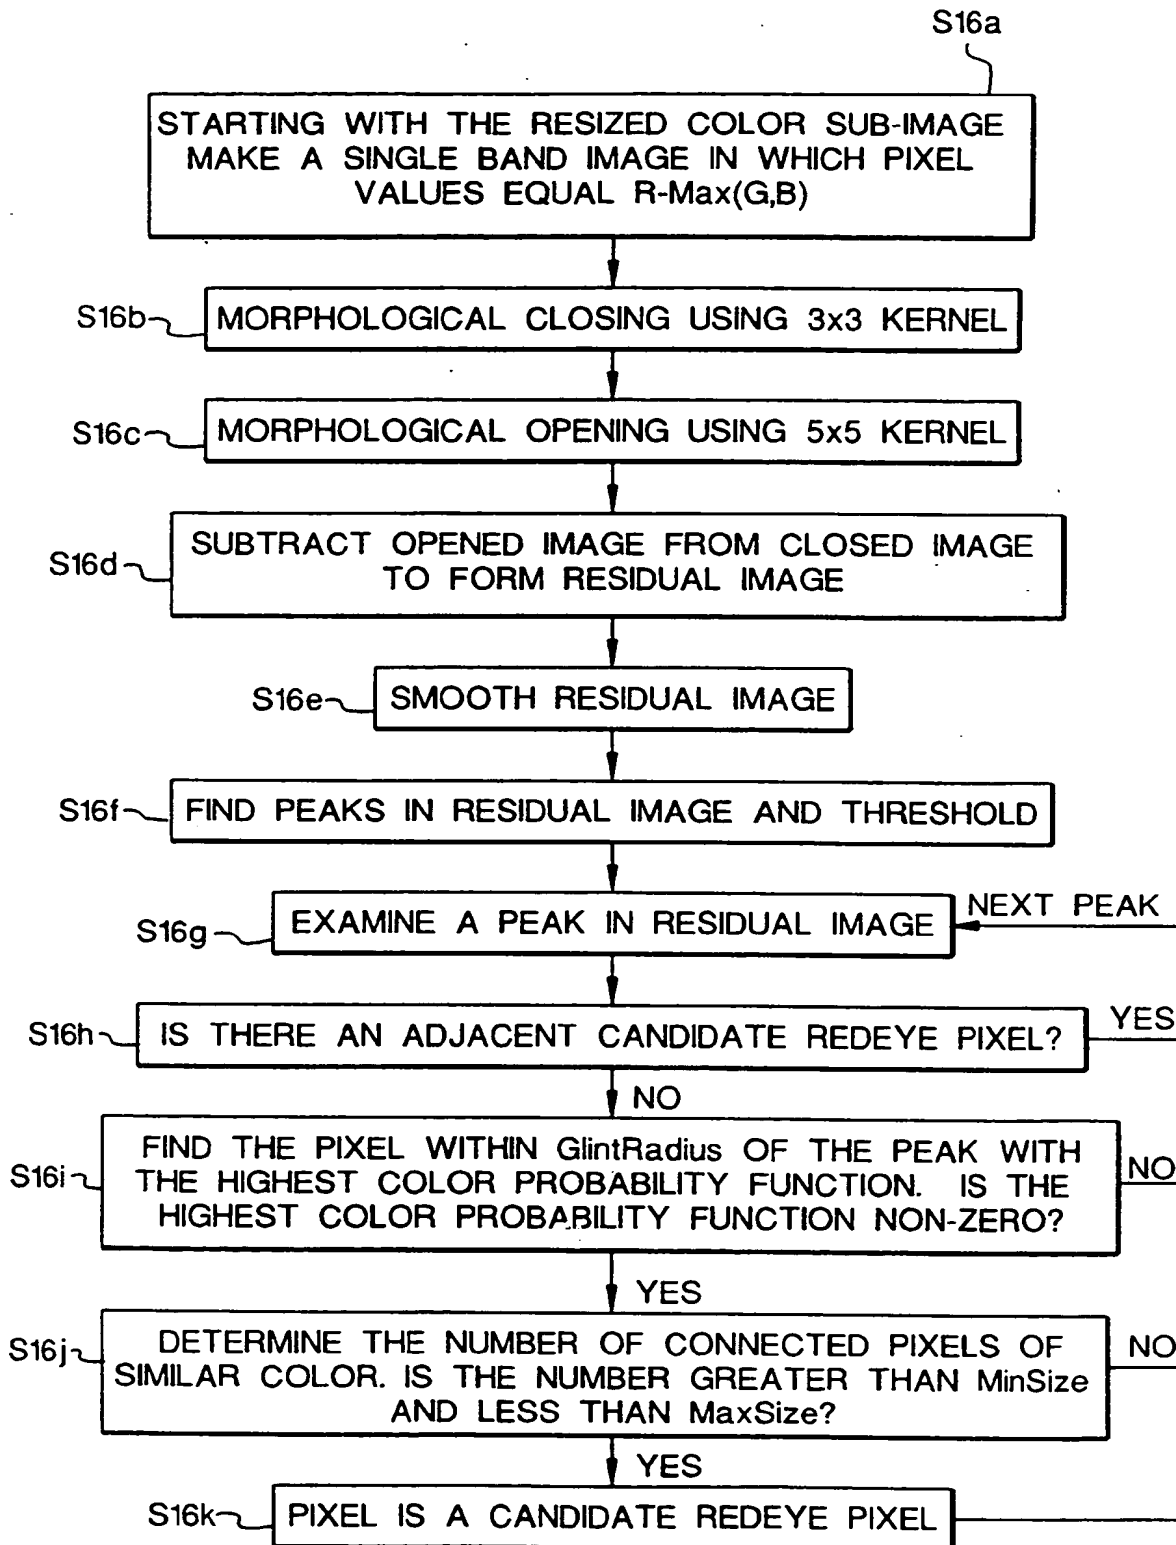 S16a
STARTING WITH THE RESIZED COLOR SUB-IMAGE
MAKE A SINGLE BAND IMAGE IN WHICH PIXEL
VALUES EQUAL R-Max(G,B)
S16b
MORPHOLOGICAL CLOSING USING 3x3 KERNEL
S16c
MORPHOLOGICAL OPENING USING 5x5 KERNEL
S16d
SUBTRACT OPENED IMAGE FROM CLOSED IMAGE
TO FORM RESIDUAL IMAGE
S16e
SMOOTH RESIDUAL IMAGE
S16f
FIND PEAKS IN RESIDUAL IMAGE AND THRESHOLD
S16g
EXAMINE A PEAK IN RESIDUAL IMAGE
NEXT PEAK
S16h
IS THERE AN ADJACENT CANDIDATE REDEYE PIXEL?
YES
NO
S16i
FIND THE PIXEL WITHIN GlintRadius OF THE PEAK WITH
THE HIGHEST COLOR PROBABILITY FUNCTION. IS THE
HIGHEST COLOR PROBABILITY FUNCTION NON-ZERO?
NO
YES
S16j
DETERMINE THE NUMBER OF CONNECTED PIXELS OF
SIMILAR COLOR. IS THE NUMBER GREATER THAN MinSize
AND LESS THAN MaxSize?
NO
YES
S16k
PIXEL IS A CANDIDATE REDEYE PIXEL